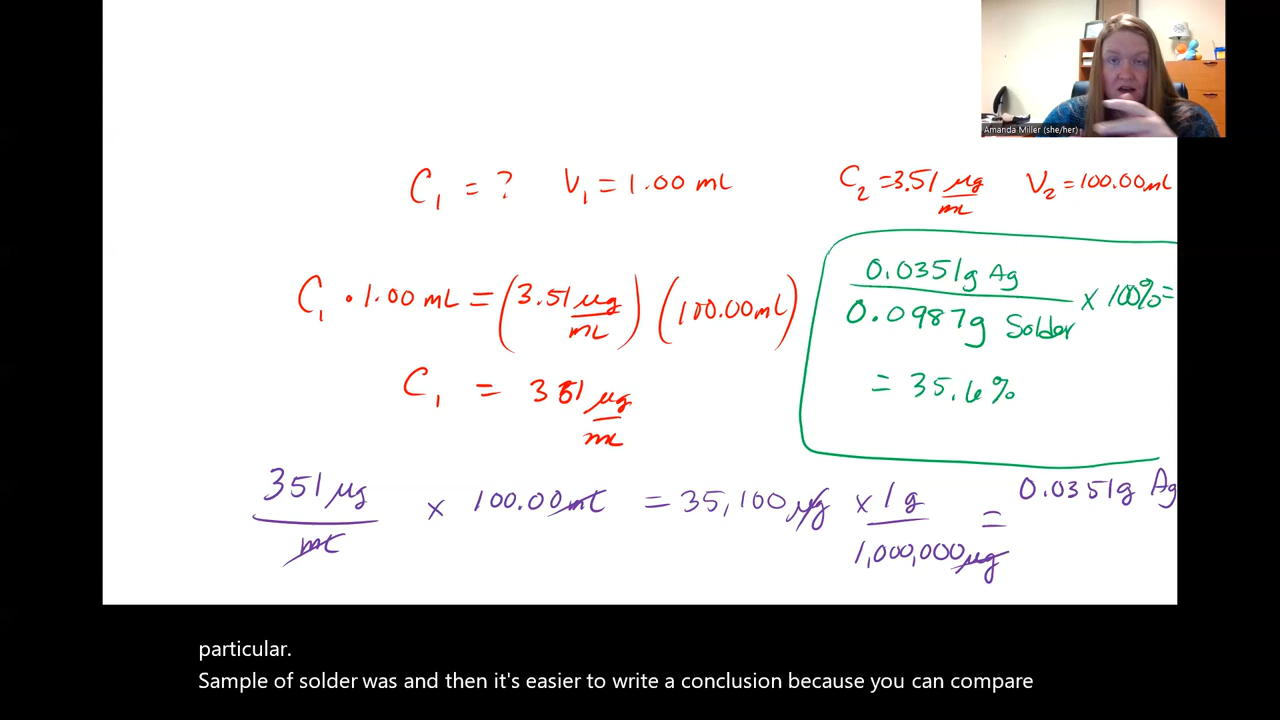 Amanda Miller (she/her)
C₁ = ? V₁ = 1.00 mL C₂ = 3.51 μg/mL V₂ = 100.00 mL
C₁ • 1.00 mL = (3.51 μg/mL) (100.00 mL)
C₁ = 351 μg/mL
0.0351g Ag
0.0987g Solder × 100% =
= 35.6%
351 μg/mL × 100.00 mL = 35,100 μg × 1 g/1,000,000 μg = 0.0351g Ag
particular.
Sample of solder was and then it's easier to write a conclusion because you can compare